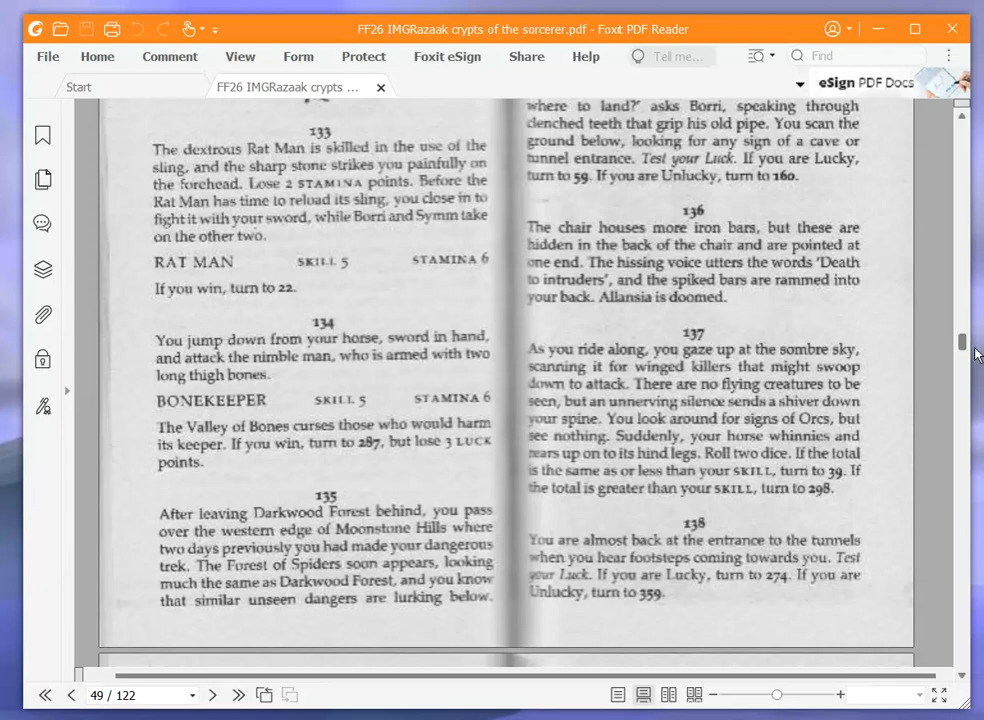 FF26 IMGRazaak crypts of the sorcerer.pdf - Foxit PDF Reader
File Home Comment View Form Protect Foxit eSign Share Help Tell me... Find
Start FF26 IMGRazaak crypts ... eSign PDF Docs
133
The dextrous Rat Man is skilled in the use of the
sling, and the sharp stone strikes you painfully on
the forehead. Lose 2 STAMINA points. Before the
Rat Man has time to reload its sling, you close in to
fight it with your sword, while Borri and Symm take
on the other two.
RAT MAN SKILL 5 STAMINA 6
If you win, turn to 22.
134
You jump down from your horse, sword in hand,
and attack the nimble man, who is armed with two
long thigh bones.
BONEKEEPER SKILL 5 STAMINA 6
The Valley of Bones curses those who would harm
its keeper. If you win, turn to 287, but lose 3 LUCK
points.
135
After leaving Darkwood Forest behind, you pass
over the western edge of Moonstone Hills where
two days previously you had made your dangerous
trek. The Forest of Spiders soon appears, looking
much the same as Darkwood Forest, and you know
that similar unseen dangers are lurking below.
where to land?' asks Borri, speaking through
clenched teeth that grip his old pipe. You scan the
ground below, looking for any sign of a cave or
tunnel entrance. Test your Luck. If you are Lucky,
turn to 59. If you are Unlucky, turn to 160.
136
The chair houses more iron bars, but these are
hidden in the back of the chair and are pointed at
one end. The hissing voice utters the words 'Death
to intruders', and the spiked bars are rammed into
your back. Allansia is doomed.
137
As you ride along, you gaze up at the sombre sky,
scanning it for winged killers that might swoop
down to attack. There are no flying creatures to be
seen, but an unnerving silence sends a shiver down
your spine. You look around for signs of Orcs, but
see nothing. Suddenly, your horse whinnies and
rears up on to its hind legs. Roll two dice. If the total
is the same as or less than your SKILL, turn to 39. If
the total is greater than your SKILL, turn to 298.
138
You are almost back at the entrance to the tunnels
when you hear footsteps coming towards you. Test
your Luck. If you are Lucky, turn to 274. If you are
Unlucky, turn to 359.
49 / 122